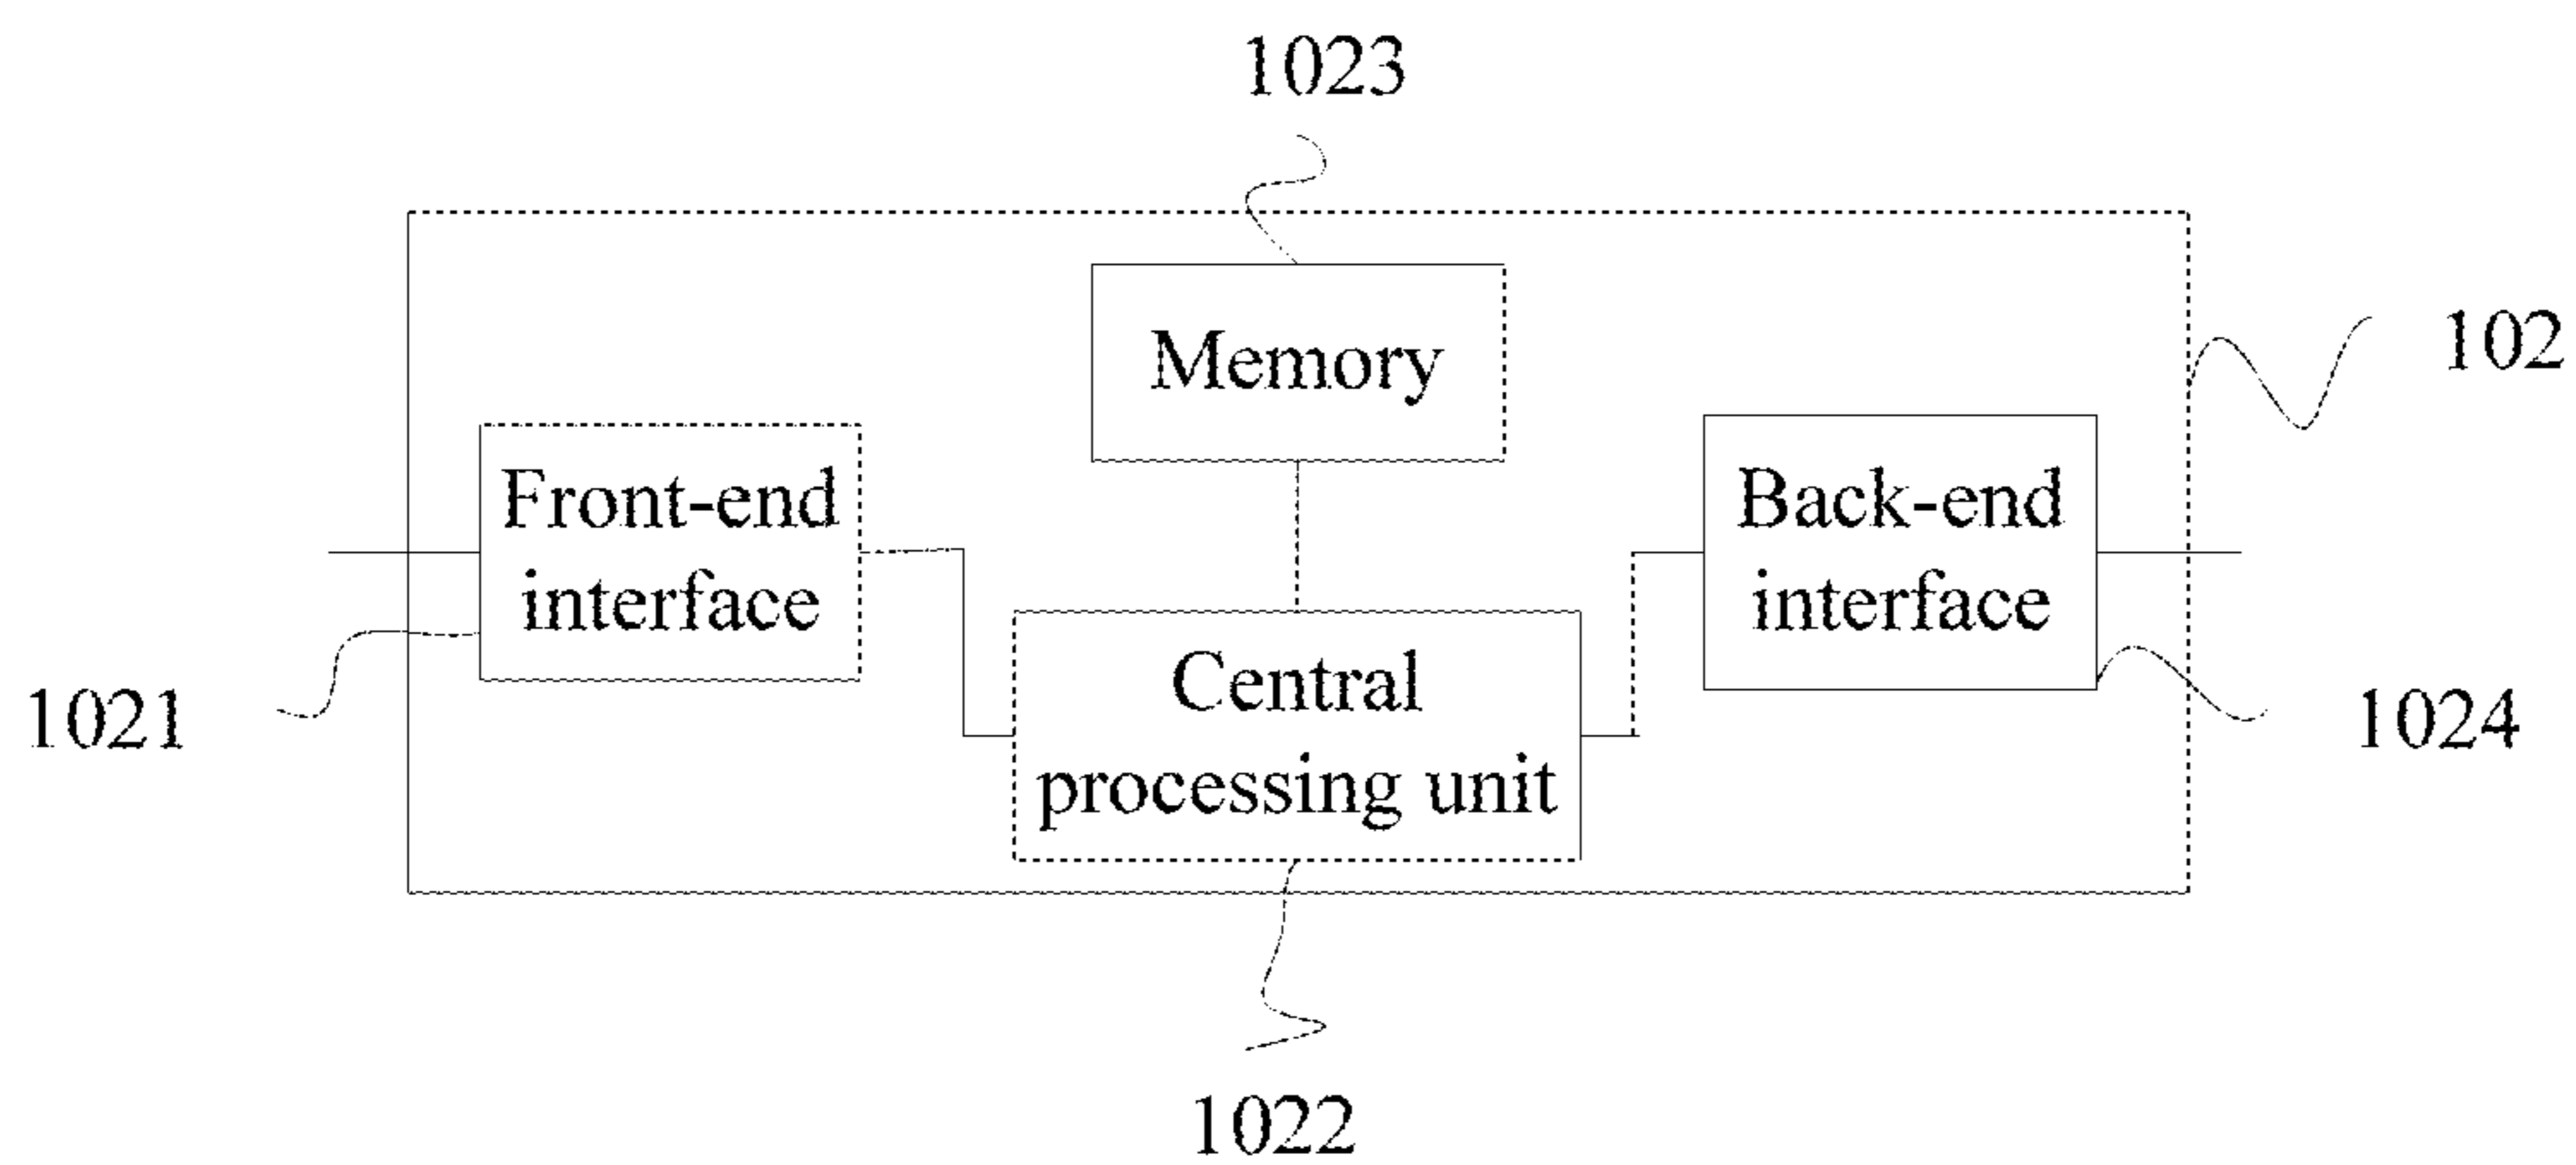 1023
Memory
102
Front-end
interface
Back-end
interface
Central
processing unit
1021
1024
1022